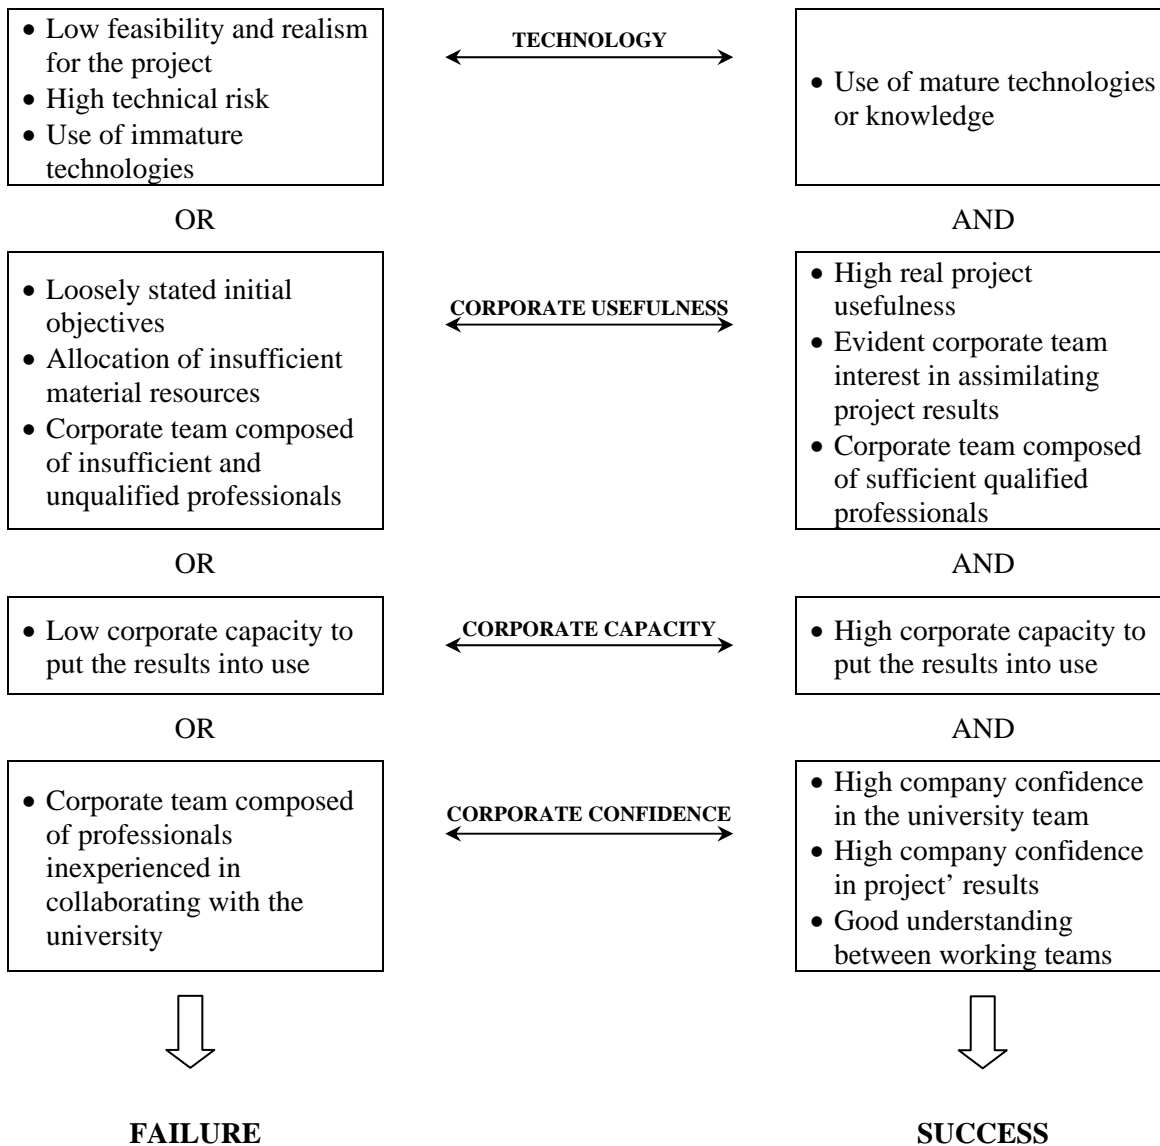 • Low feasibility and realism
for the project
• High technical risk
• Use of immature
technologies
TECHNOLOGY
• Use of mature technologies
or knowledge
OR
AND
• Loosely stated initial
objectives
• Allocation of insufficient
material resources
• Corporate team composed
of insufficient and
unqualified professionals
CORPORATE USEFULNESS
• High real project
usefulness
• Evident corporate team
interest in assimilating
project results
• Corporate team composed
of sufficient qualified
professionals
OR
AND
• Low corporate capacity to
put the results into use
CORPORATE CAPACITY
• High corporate capacity to
put the results into use
OR
AND
• Corporate team composed
of professionals
inexperienced in
collaborating with the
university
CORPORATE CONFIDENCE
• High company confidence
in the university team
• High company confidence
in project’ results
• Good understanding
between working teams
FAILURE
SUCCESS